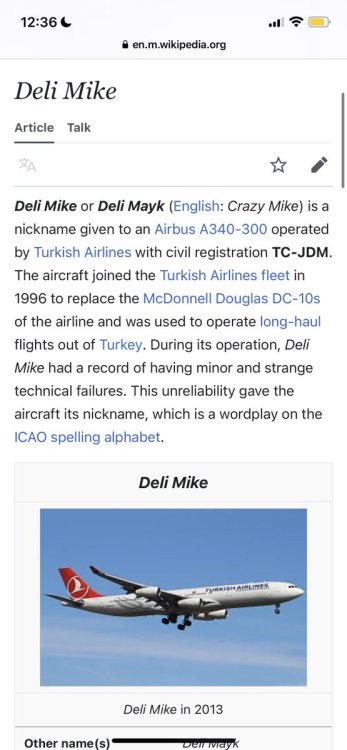 12:36
en.m.wikipedia.org
Deli Mike
Article Talk
Deli Mike or Deli Mayk (English: Crazy Mike) is a
nickname given to an Airbus A340-300 operated
by Turkish Airlines with civil registration TC-JDM.
The aircraft joined the Turkish Airlines fleet in
1996 to replace the McDonnell Douglas DC-10s
of the airline and was used to operate long-haul
flights out of Turkey. During its operation, Deli
Mike had a record of having minor and strange
technical failures. This unreliability gave the
aircraft its nickname, which is a wordplay on the
ICAO spelling alphabet.
Deli Mike
TURKISH AIRLINES
Deli Mike in 2013
Other name(s) Deli Mayk